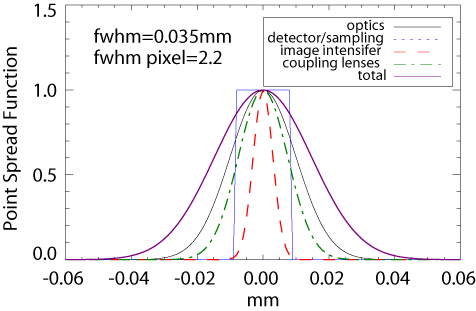 1.5
fwhm=0.035mm
fwhm pixel=2.2
optics
detector/sampling
image intensifer
coupling lenses
total
1.0
0.5
0.0
Point Spread Function
-0.06 -0.04 -0.02 0.00 0.02 0.04 0.06
mm